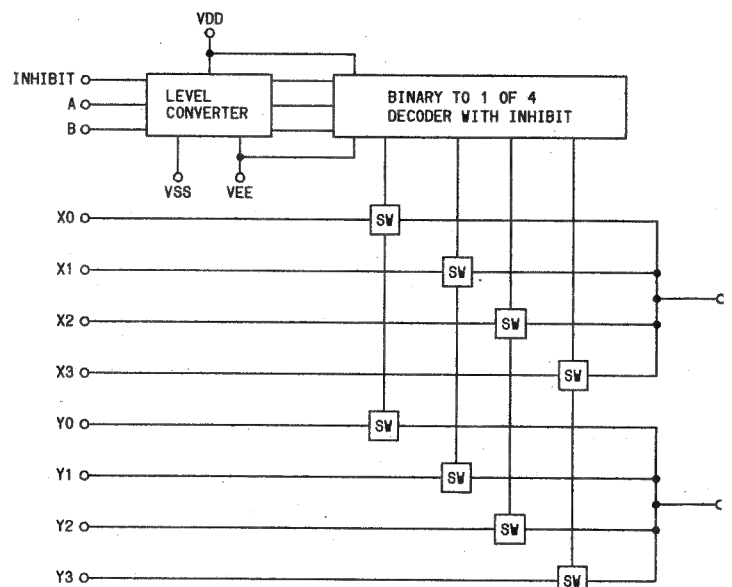 VDD
INHIBIT
A
B
LEVEL
CONVERTER
BINARY TO 1 OF 4
DECODER WITH INHIBIT
VSS
VEE
X0
SW
X1
SW
X2
SW
X3
SW
Y0
SW
Y1
SW
Y2
SW
Y3
SW